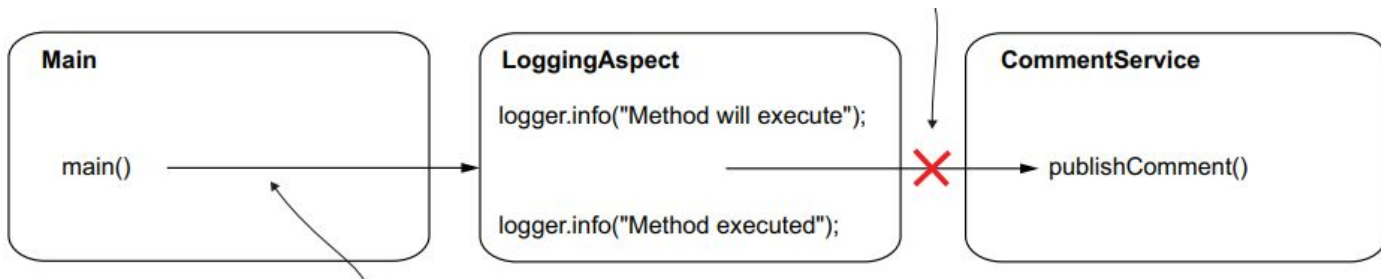 Main
main()
LoggingAspect
logger.info("Method will execute");
logger.info("Method executed");
CommentService
publishComment()